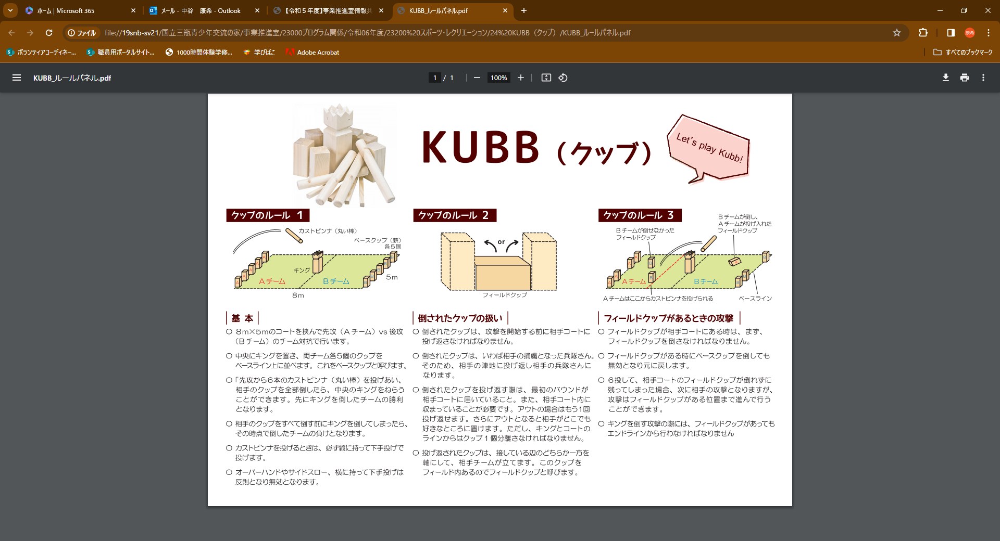 ホーム | Microsoft 365
メール - 中谷 康希 - Outlook
【令和５年度】事業推進室情報共
KUBB_ルールパネル.pdf
ファイル
file://19snb-sv21/国立三瓶青少年交流の家/事業推進室/23000プログラム関係/令和06年度/23200%20スポーツ・レクリエーション/24%20KUBB（クッブ）/KUBB_ルールパネル.pdf
康希
ボランティアコーディネー...
職員用ポータルサイト...
1000時間体験学修...
学びばこ
Adobe Acrobat
すべてのブックマーク
KUBB_ルールパネル.pdf
1 / 1
100%
KUBB（クッブ）
Let's play Kubb!
クッブのルール 1
カストピンナ（丸い棒）
ベースクッブ（薪）
各５個
キング
Aチーム
Bチーム
5m
8m
基 本
○ 8m×5mのコートを挟んで先攻（Aチーム）vs 後攻
（Bチーム）のチーム対抗で行います。
○ 中央にキングを置き、両チーム各5個のクッブを
ベースライン上に並べます。これをベースクッブと呼びます。
○「先攻から６本のカストピンナ（丸い棒）を投げあい、
相手のクッブを全部倒したら、中央のキングをねらう
ことができます。先にキングを倒したチームの勝利
となります。
○ 相手のクッブをすべて倒す前にキングを倒してしまったら、
その時点で倒したチームの負けとなります。
○ カストピンナを投げるときは、必ず縦に持って下手投げで
投げます。
○ オーバーハンドやサイドスロー、横に持って下手投げは
反則となり無効となります。
クッブのルール 2
or
フィールドクッブ
倒されたクッブの扱い
○ 倒されたクッブは、攻撃を開始する前に相手コートに
投げ返さなければなりません。
○ 倒されたクッブは、いわば相手の捕虜となった兵隊さん。
そのため、相手の陣地に投げ返し相手の兵隊さんに
なります。
○ 倒されたクッブを投げ返す際は、最初のバウンドが
相手コートに届いていること。また、相手コート内に
収まっていることが必要です。アウトの場合はもう1回
投げ返せます。さらにアウトとなると相手がどこでも
好きなところに置けます。ただし、キングとコートの
ラインからはクッブ１個分離さなければなりません。
○ 投げ返されたクッブは、接している辺のどちらか一方を
軸にして、相手チームが立てます。このクッブを
フィールド内あるのでフィールドクッブと呼びます。
クッブのルール 3
Bチームが倒せなかった
フィールドクッブ
Bチームが倒し、
Aチームが投げ入れた
フィールドクッブ
Aチーム
Bチーム
Aチームはここからカストピンナを投げられる
ベースライン
フィールドクッブがあるときの攻撃
○ フィールドクッブが相手コートにある時は、まず、
フィールドクッブを倒さなければなりません。
○ フィールドクッブがある時にベースクッブを倒しても
無効となり元に戻します。
○ ６投して、相手コートのフィールドクッブが倒れずに
残ってしまった場合、次に相手の攻撃となりますが、
攻撃はフィールドクッブがある位置まで進んで行う
ことができます。
○ キングを倒す攻撃の際には、フィールドクッブがあっても
エンドラインから行わなければなりません